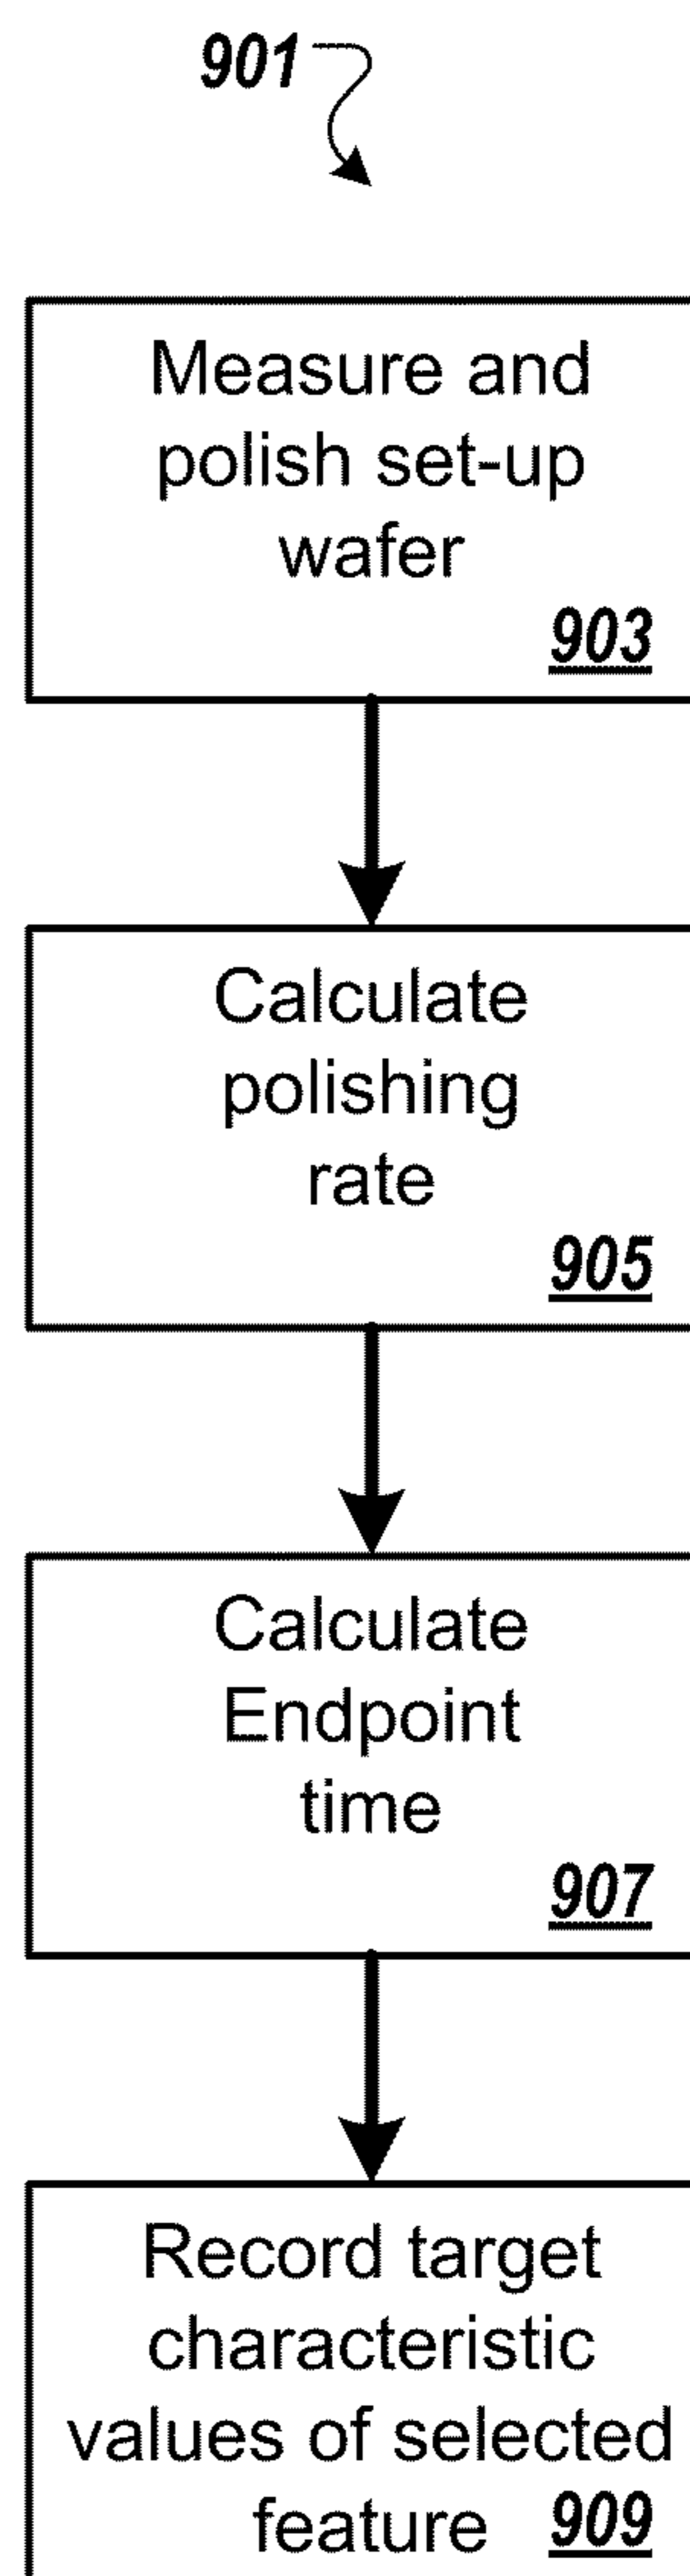 901
Measure and
polish set-up
wafer
903
Calculate
polishing
rate
905
Calculate
Endpoint
time
907
Record target
characteristic
values of selected
feature 909